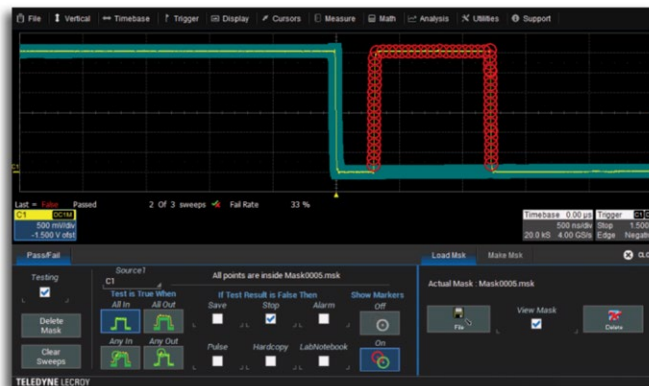 File Vertical Timebase Trigger Display Cursors Measure Math Analysis Utilities Support
C1
Last = False Passed 2 Of 3 sweeps Fail Rate 33 %
C1 DC1M
500 mV/div
-1.500 V ofst
Timebase 0.00 µs
500 ns/div
20.0 kS 4.00 GS/s
Trigger
Stop 1.500
Edge Negativ
Pass/Fail
Testing
Delete
Mask
Clear
Sweeps
Source1
C1
All points are inside Mask0005.msk
Test is True When
All In All Out
Any In Any Out
If Test Result is False Then
Save Stop Alarm
Pulse Hardcopy LabNotebook
Show Markers
Off
On
Load Msk Make Msk
Actual Mask : Mask0005.msk
File
View Mask
Delete
TELEDYNE LECROY